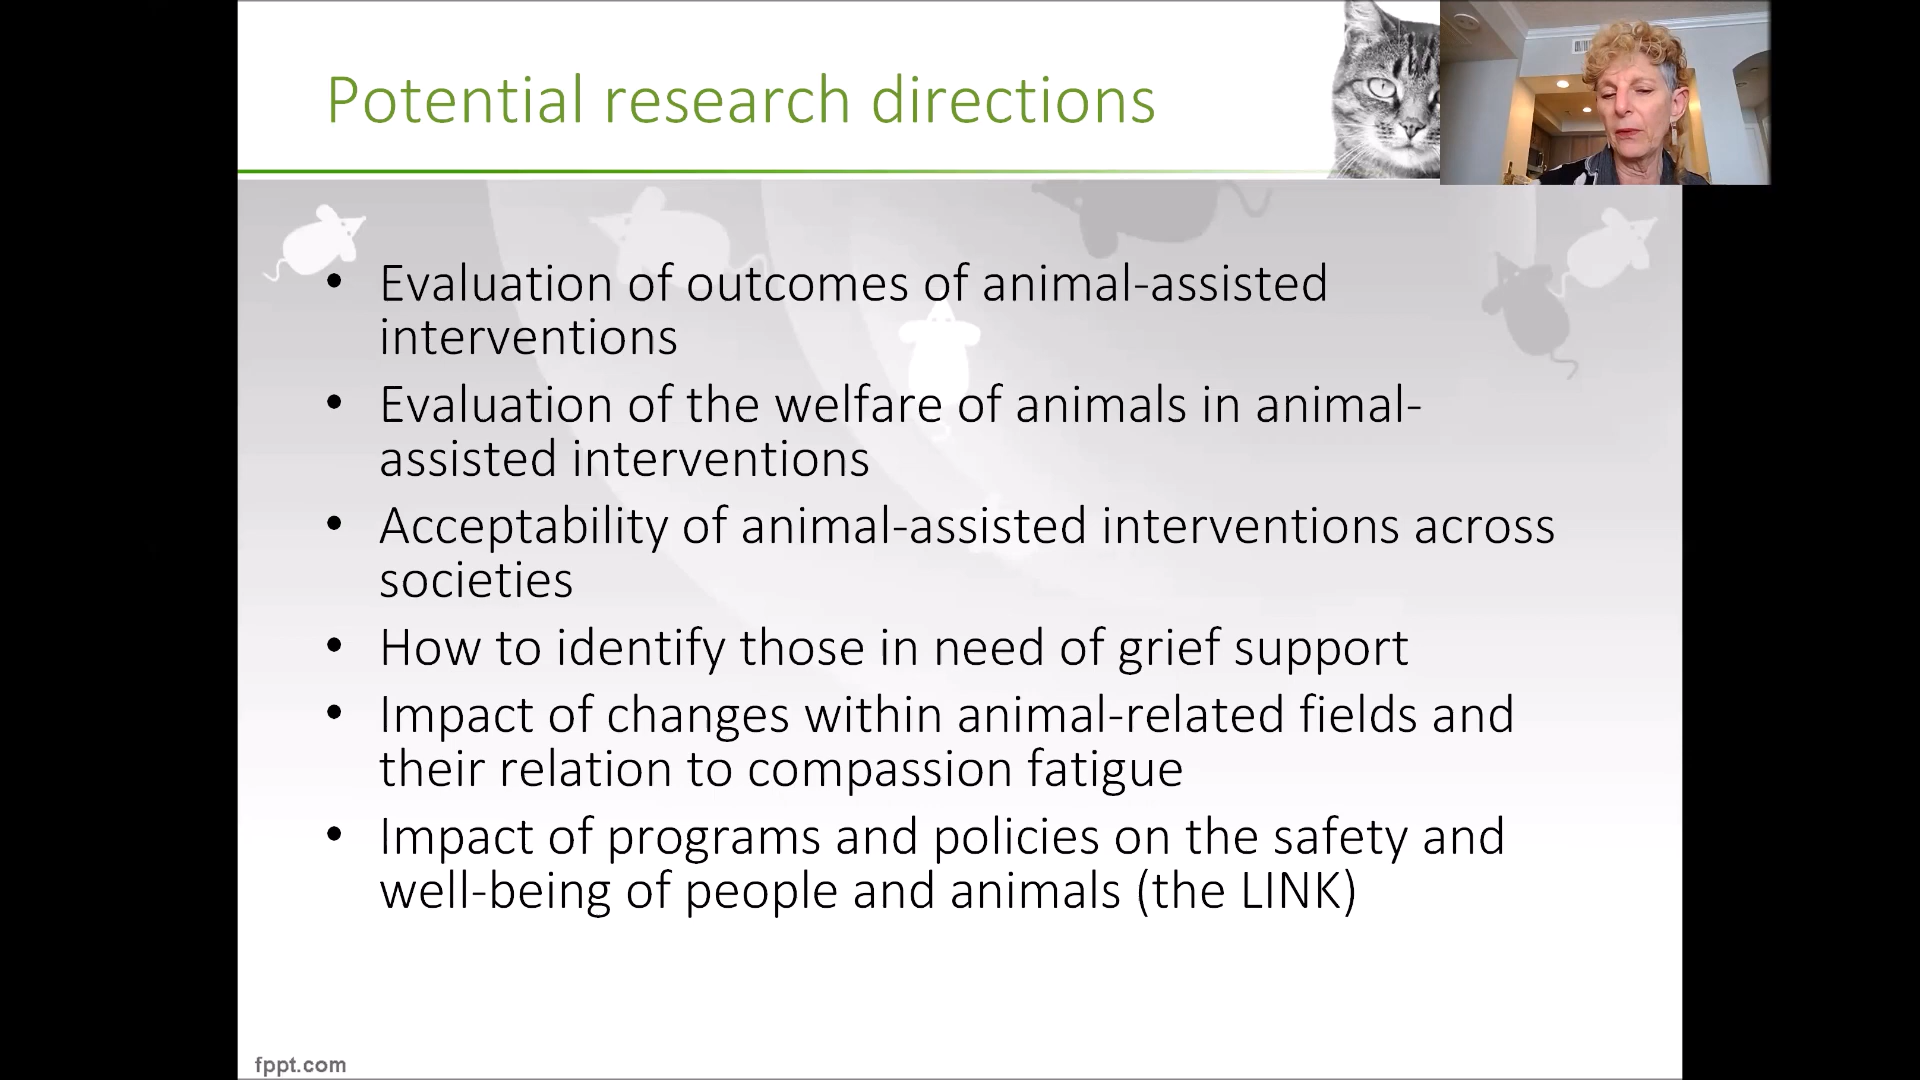 Potential research directions
• Evaluation of outcomes of animal-assisted
interventions
• Evaluation of the welfare of animals in animal-
assisted interventions
• Acceptability of animal-assisted interventions across
societies
• How to identify those in need of grief support
• Impact of changes within animal-related fields and
their relation to compassion fatigue
• Impact of programs and policies on the safety and
well-being of people and animals (the LINK)
fppt.com